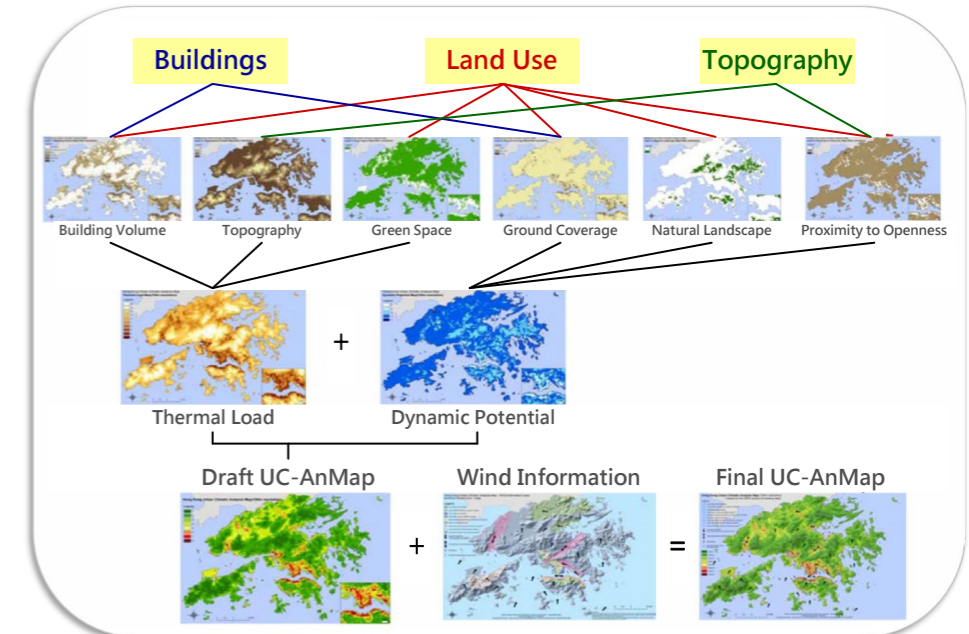 Buildings
Land Use
Topography
Building Volume
Topography
Green Space
Ground Coverage
Natural Landscape
Proximity to Openness
+
Thermal Load
Dynamic Potential
Draft UC-AnMap
Wind Information
Final UC-AnMap
+
=